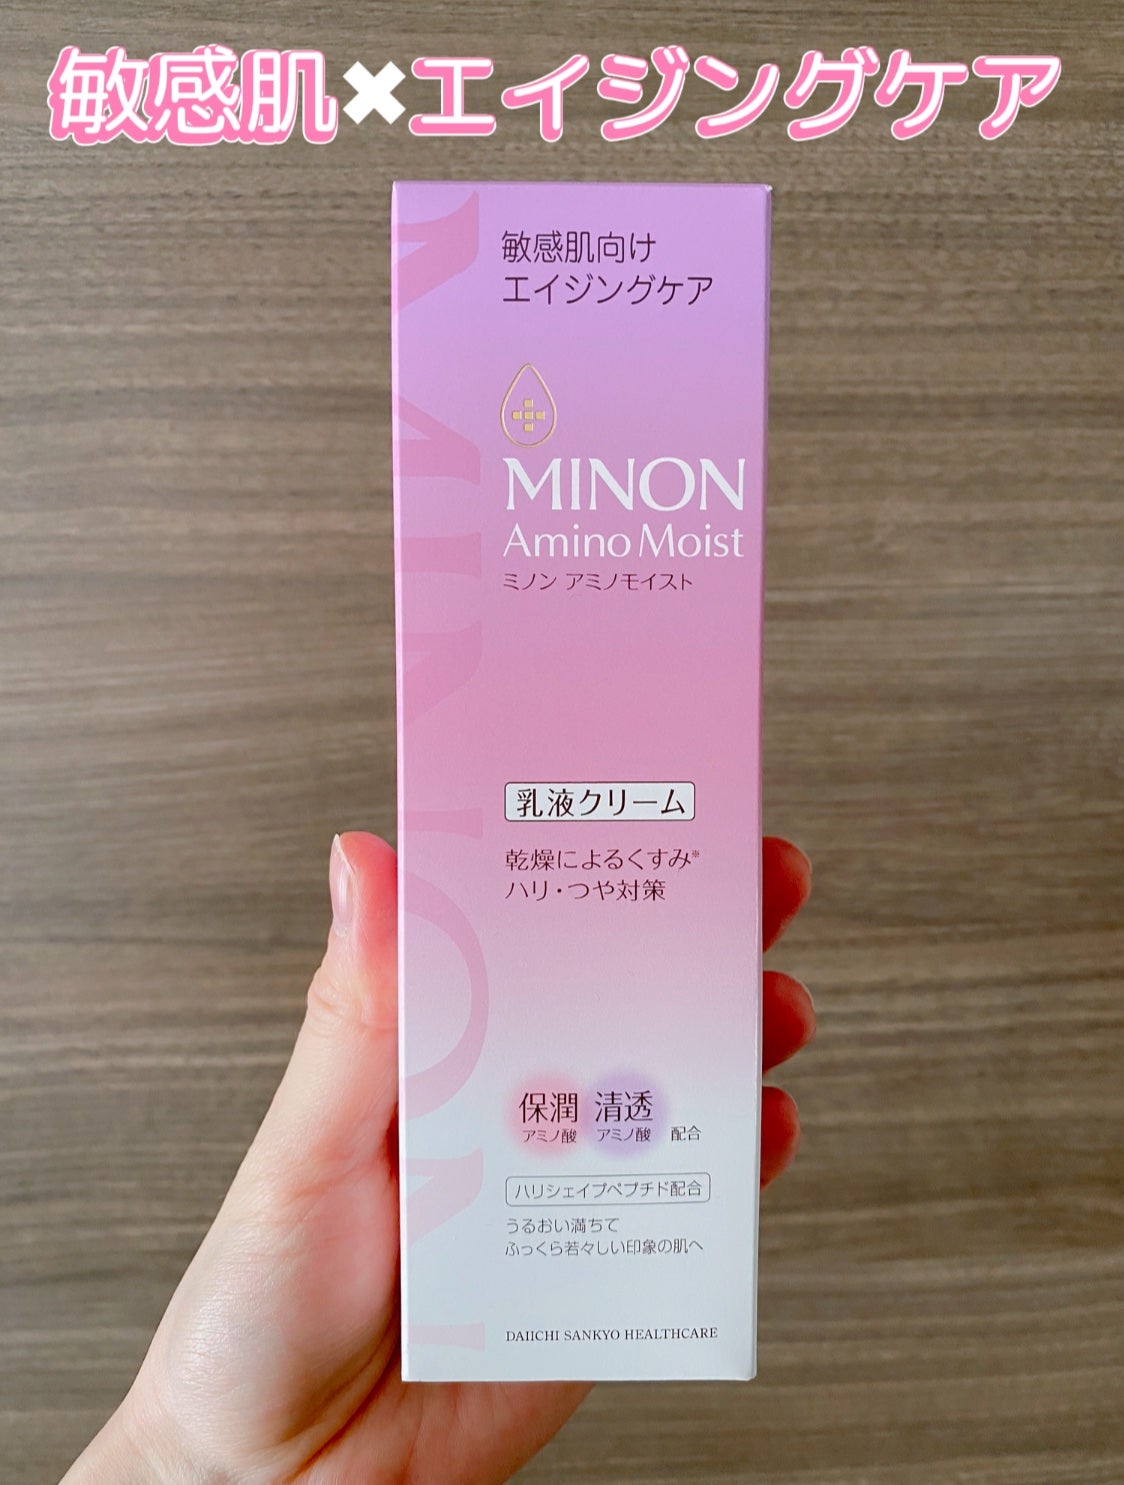 敏感肌✖エイジングケア
敏感肌向け
エイジングケア
MINON
MINON
Amino Moist
ミノン アミノモイスト
乳液クリーム
乾燥によるくすみ※
ハリ・つや対策
保潤 清透
アミノ酸 アミノ酸 配合
ハリシェイプペプチド配合
うるおい満ちて
ふっくら若々しい印象の肌へ
DAIICHI SANKYO HEALTHCARE